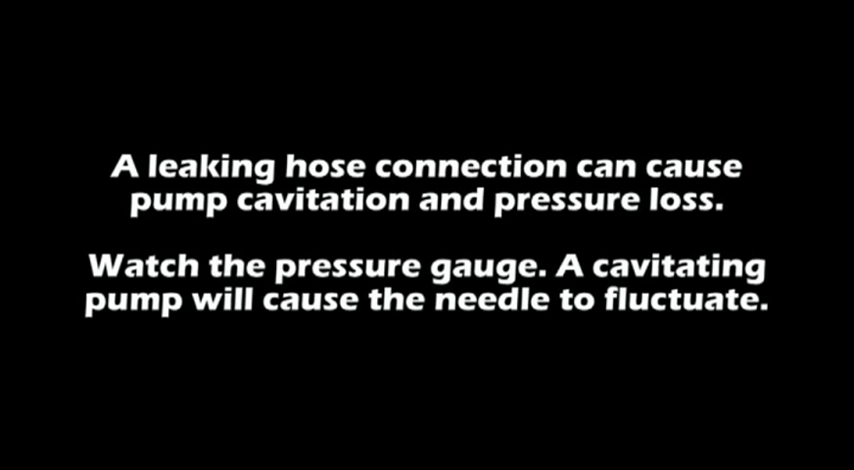 A leaking hose connection can cause
pump cavitation and pressure loss.
Watch the pressure gauge. A cavitating
pump will cause the needle to fluctuate.